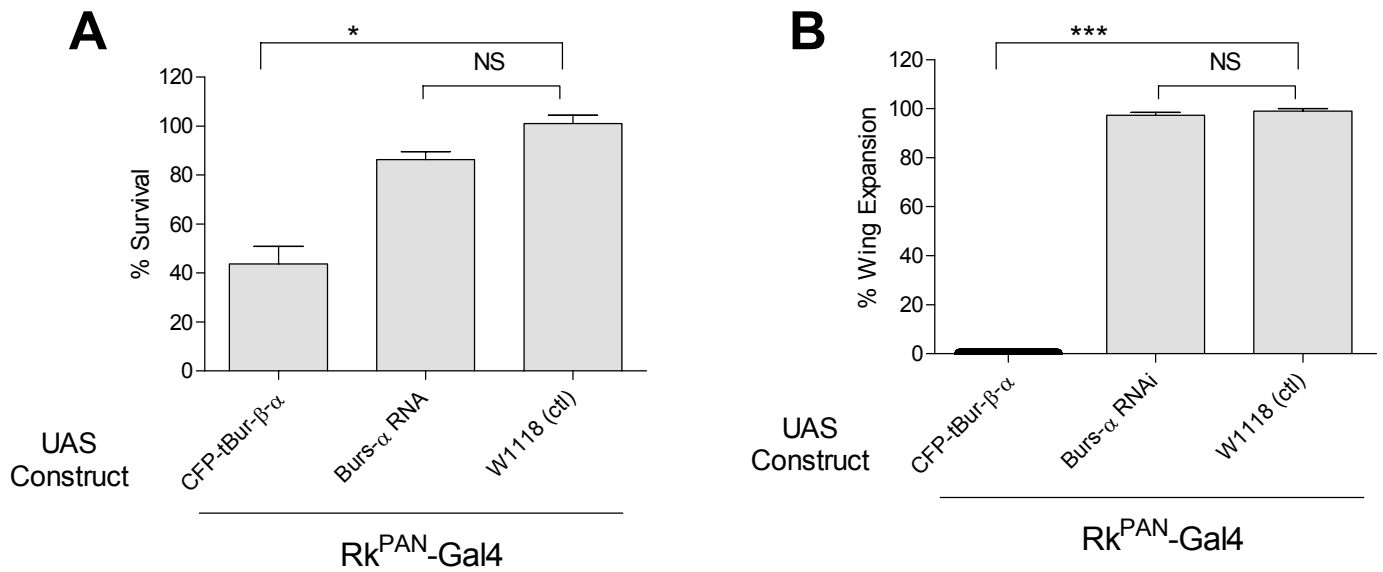 A
*
NS
% Survival
120
100
80
60
40
20
0
CFP-tBur-β-α
Burs-α RNA
W1118 (ctl)
UAS
Construct
Rk^PAN-Gal4
B
***
NS
% Wing Expansion
120
100
80
60
40
20
0
CFP-tBur-β-α
Burs-α RNAi
W1118 (ctl)
UAS
Construct
Rk^PAN-Gal4